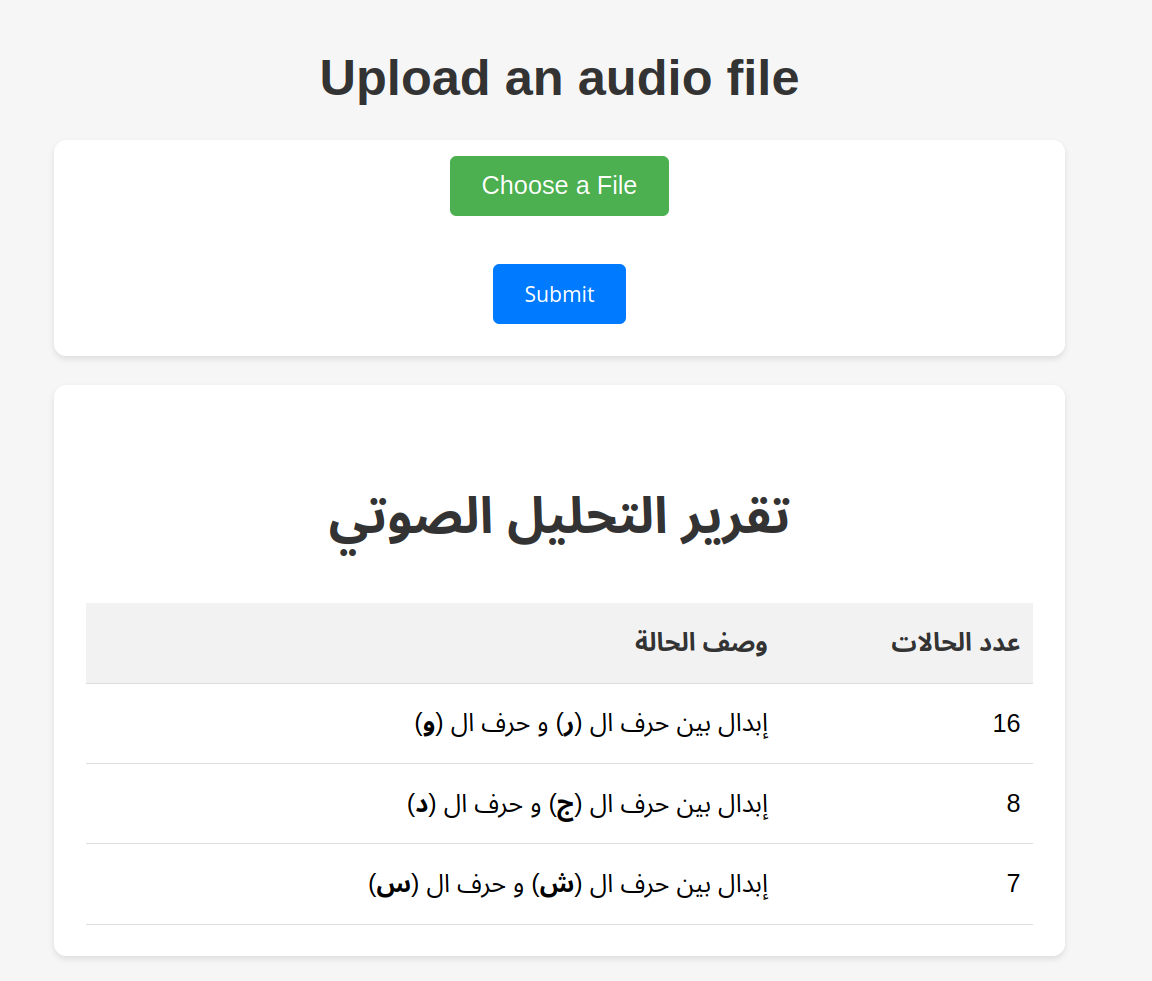 Upload an audio file
Choose a File
Submit
تقرير التحليل الصوتي
عدد الحالات وصف الحالة
16 إبدال بين حرف ال (ر) و حرف ال (و)
8 إبدال بين حرف ال (ج) و حرف ال (د)
7 إبدال بين حرف ال (ش) و حرف ال (س)